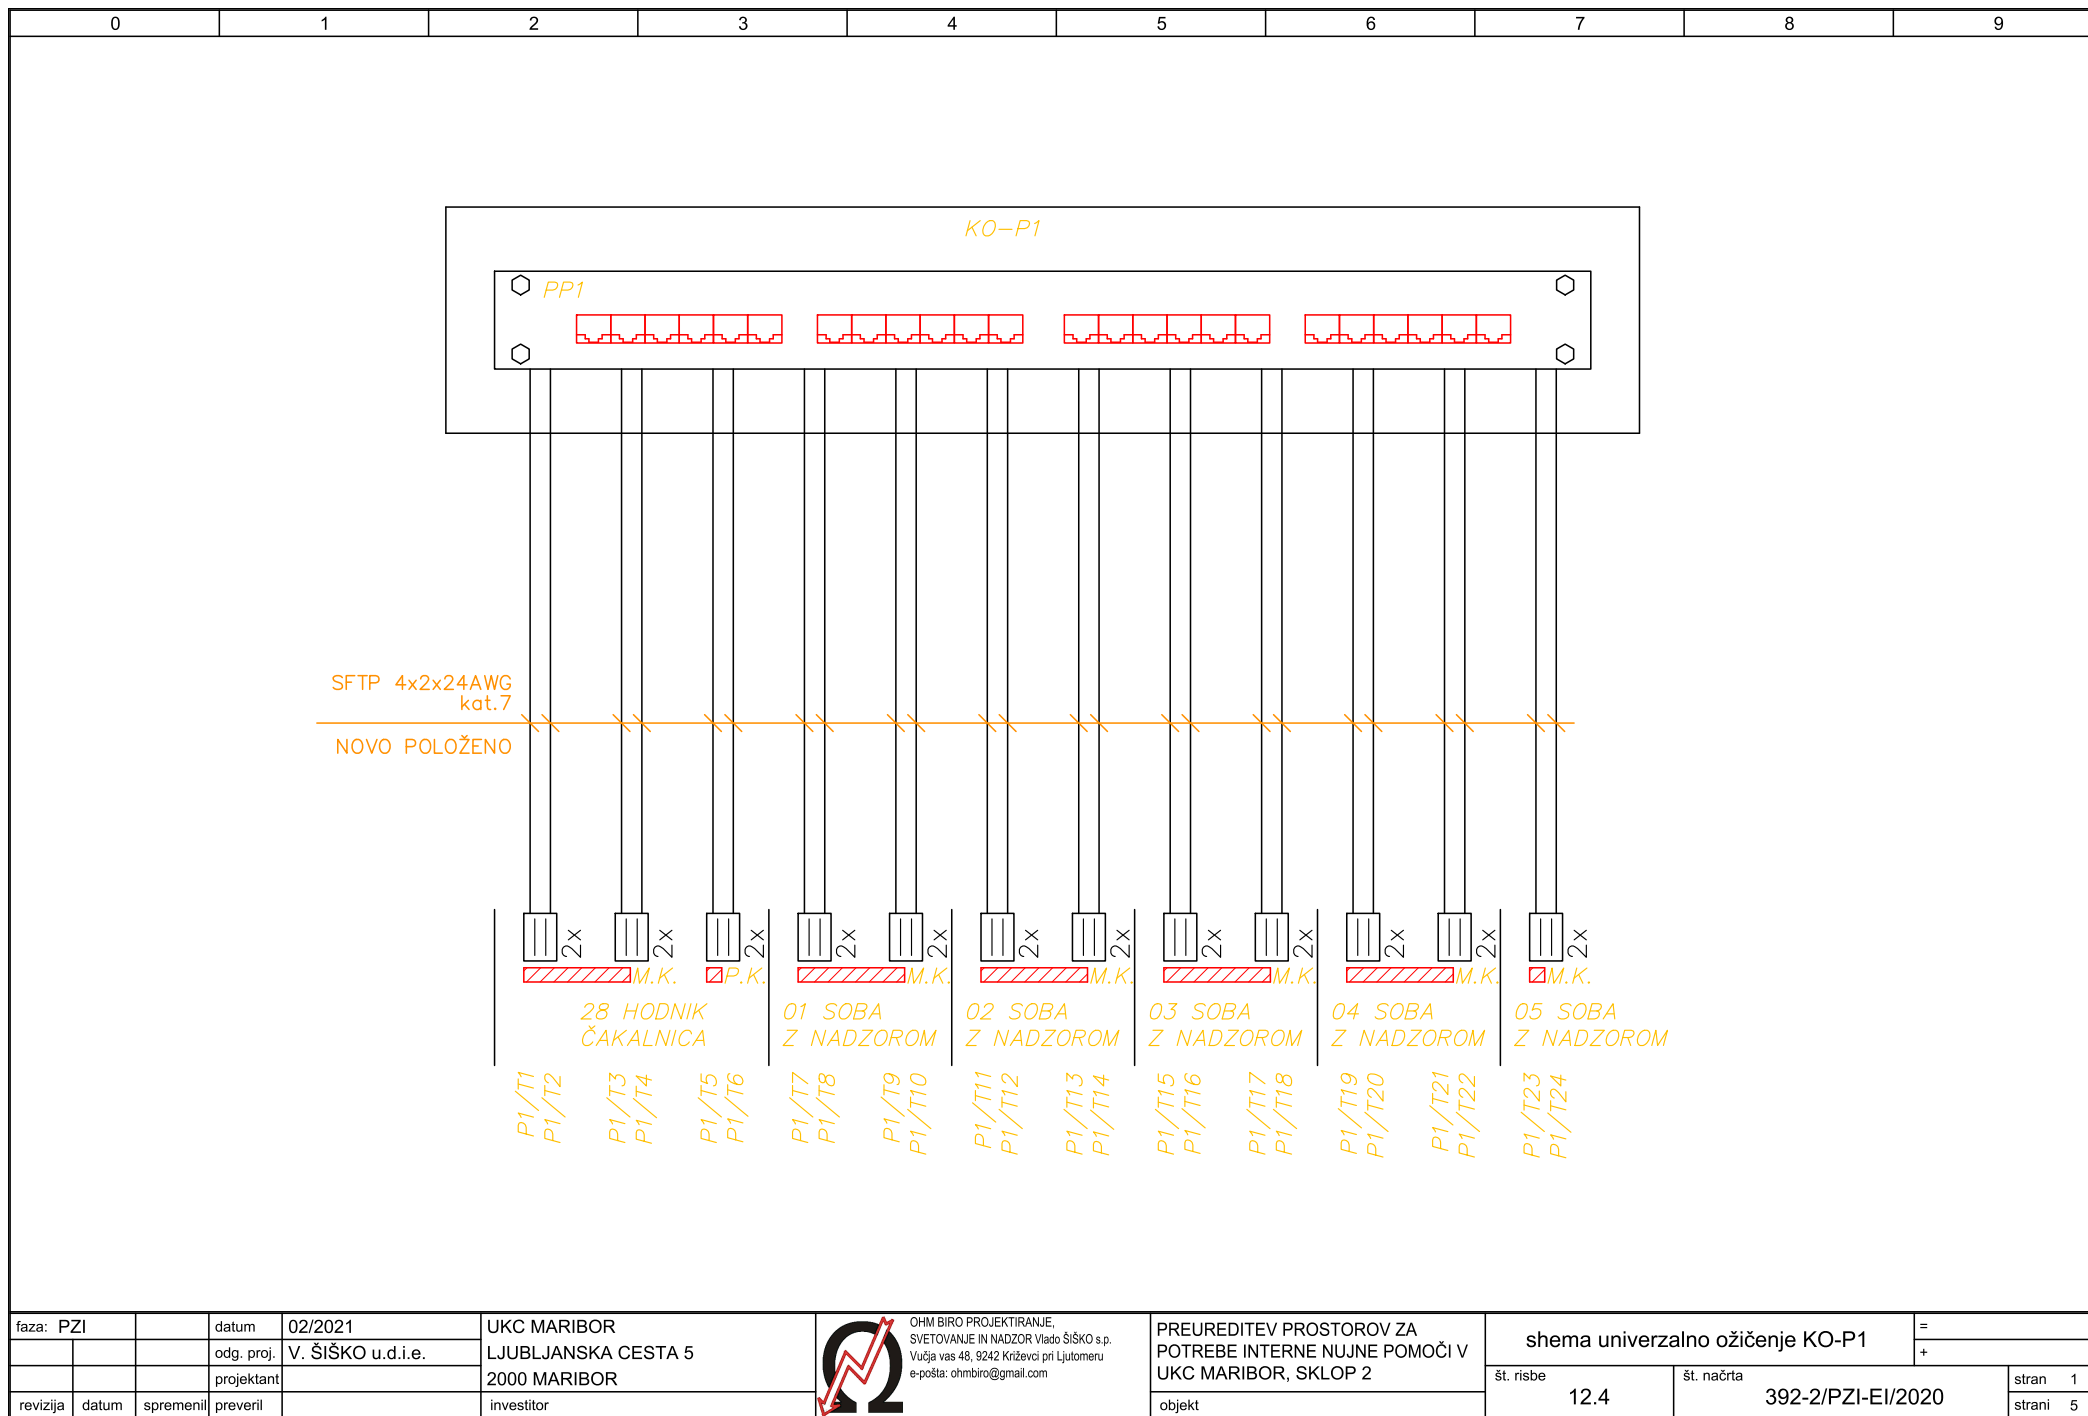 0 1 2 3 4 5 6 7 8 9
KO-P1
PP1
SFTP 4x2x24AWG
kat.7
NOVO POLOŽENO
2x 2x 2x 2x 2x 2x 2x 2x 2x 2x 2x 2x
M.K. P.K. M.K. M.K. M.K. M.K. M.K.
28 HODNIK
ČAKALNICA
01 SOBA
Z NADZOROM
02 SOBA
Z NADZOROM
03 SOBA
Z NADZOROM
04 SOBA
Z NADZOROM
05 SOBA
Z NADZOROM
P1/T1
P1/T2
P1/T3
P1/T4
P1/T5
P1/T6
P1/T7
P1/T8
P1/T9
P1/T10
P1/T11
P1/T12
P1/T13
P1/T14
P1/T15
P1/T16
P1/T17
P1/T18
P1/T19
P1/T20
P1/T21
P1/T22
P1/T23
P1/T24
faza: PZI
datum 02/2021
odg. proj. V. ŠIŠKO u.d.i.e.
projektant
revizija datum spremenil preveril
UKC MARIBOR
LJUBLJANSKA CESTA 5
2000 MARIBOR
investitor
OHM BIRO PROJEKTIRANJE,
SVETOVANJE IN NADZOR Vlado ŠIŠKO s.p.
Vučja vas 48, 9242 Križevci pri Ljutomeru
e-pošta: ohmbiro@gmail.com
PREUREDITEV PROSTOROV ZA
POTREBE INTERNE NUJNE POMOČI V
UKC MARIBOR, SKLOP 2
objekt
shema univerzalno ožičenje KO-P1
=
+
št. risbe
12.4
št. načrta
392-2/PZI-EI/2020
stran 1
strani 5